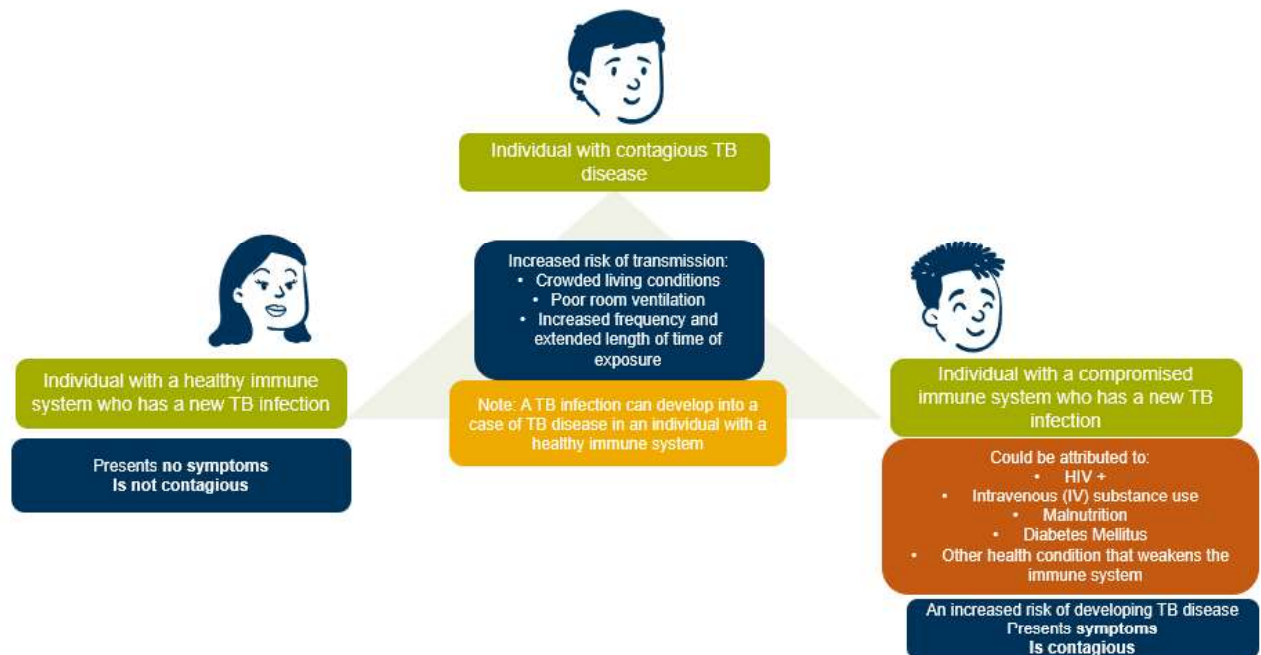 Individual with contagious TB
disease
Increased risk of transmission:
• Crowded living conditions
• Poor room ventilation
• Increased frequency and
extended length of time of
exposure
Individual with a healthy immune
system who has a new TB infection
Note: A TB infection can develop into a
case of TB disease in an individual with a
healthy immune system
Individual with a compromised
immune system who has a new TB
infection
Presents no symptoms
Is not contagious
Could be attributed to:
• HIV +
• Intravenous (IV) substance use
• Malnutrition
• Diabetes Mellitus
• Other health condition that weakens the
immune system
An increased risk of developing TB disease
Presents symptoms
Is contagious